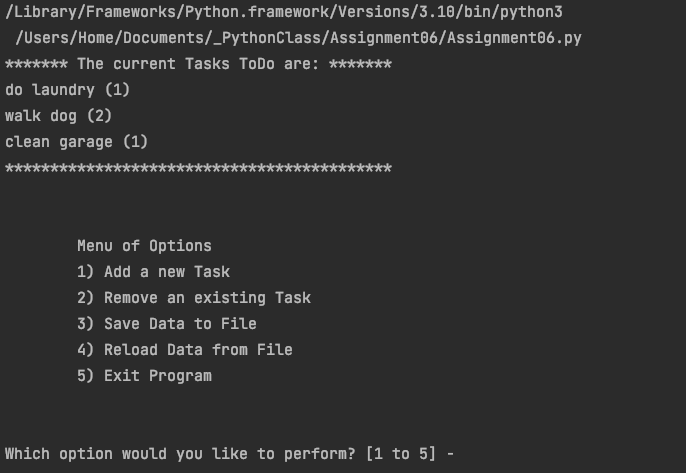 /Library/Frameworks/Python.framework/Versions/3.10/bin/python3
/Users/Home/Documents/_PythonClass/Assignment06/Assignment06.py
******* The current Tasks ToDo are: *******
do laundry (1)
walk dog (2)
clean garage (1)
*******************************************
Menu of Options
1) Add a new Task
2) Remove an existing Task
3) Save Data to File
4) Reload Data from File
5) Exit Program
Which option would you like to perform? [1 to 5] -